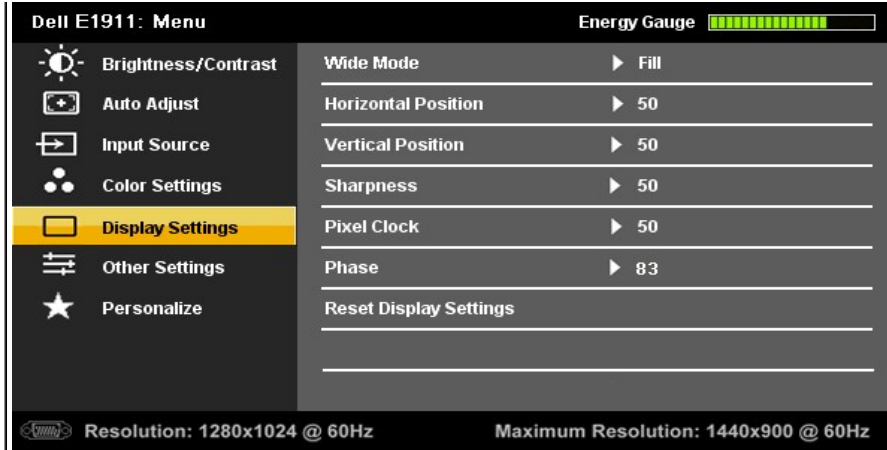 Dell E1911: Menu Energy Gauge
Brightness/Contrast Wide Mode Fill
Auto Adjust Horizontal Position 50
Input Source Vertical Position 50
Color Settings Sharpness 50
Display Settings Pixel Clock 50
Other Settings Phase 83
Personalize Reset Display Settings
Resolution: 1280x1024 @ 60Hz Maximum Resolution: 1440x900 @ 60Hz